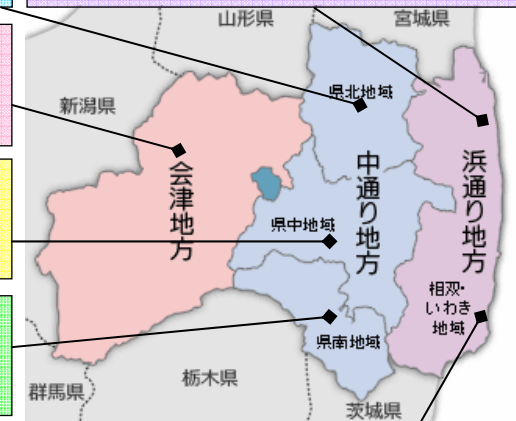 山形県
宮城県
新潟県
県北地域
会津地方
中通り地方
浜通り地方
県中地域
相双・
いわき
地域
県南地域
群馬県
栃木県
茨城県